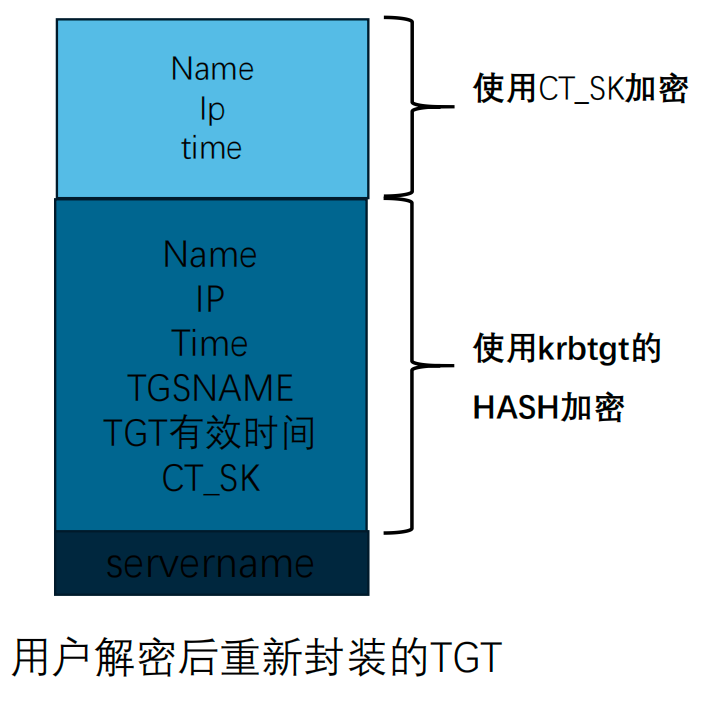 Name
Ip
time
使用CT_SK加密
Name
IP
Time
TGSNAME
TGT有效时间
CT_SK
使用krbtgt的
HASH加密
servername
用户解密后重新封装的TGT